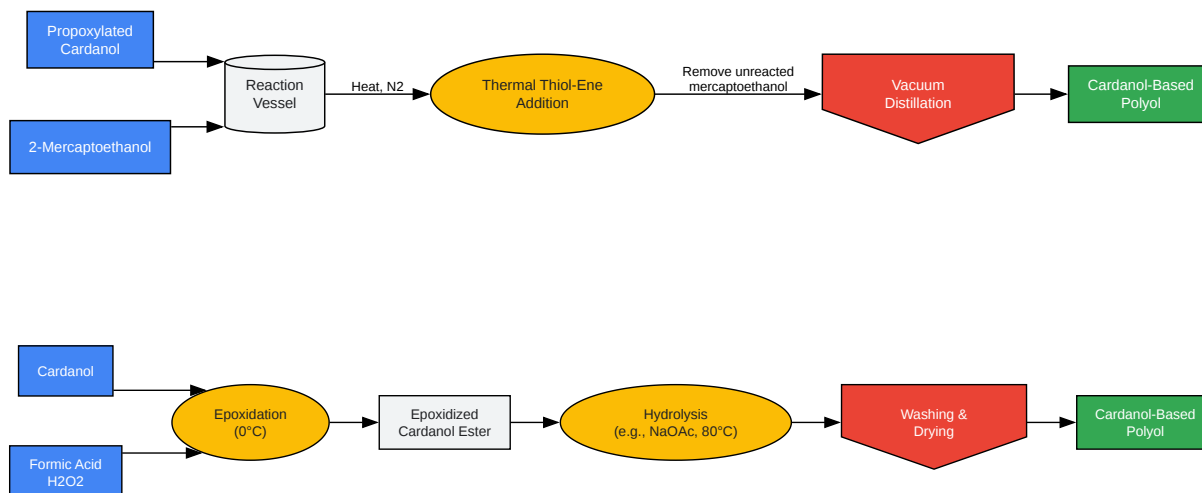 Propoxylated
Cardanol
2-Mercaptoethanol
Reaction
Vessel
Heat, N2
Thermal Thiol-Ene
Addition
Remove unreacted
mercaptoethanol
Vacuum
Distillation
Cardanol-Based
Polyol
Cardanol
Formic Acid
H2O2
Epoxidation
(0°C)
Epoxidized
Cardanol Ester
Hydrolysis
(e.g., NaOAc, 80°C)
Washing &
Drying
Cardanol-Based
Polyol